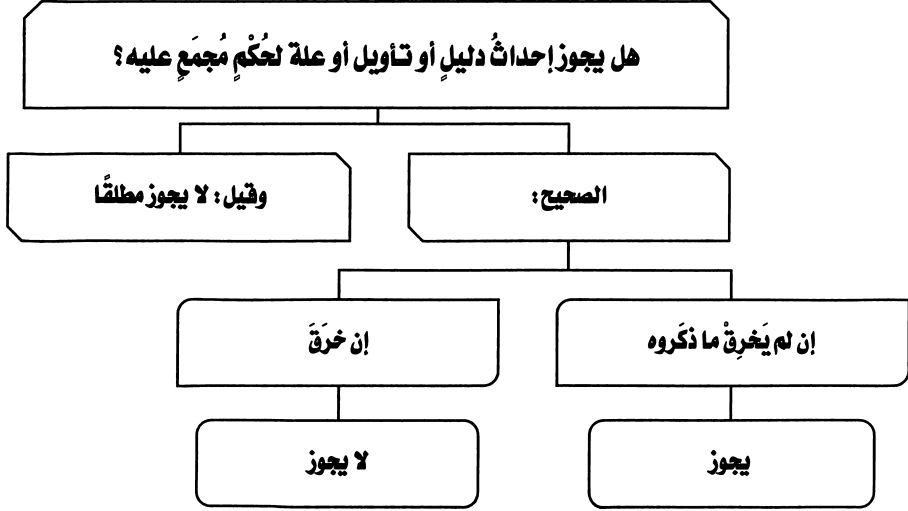 هل يجوز إحداثُ دليلٍ أو تأويل أو علة لحُكْمٍ مُجمَعٍ عليه؟
الصحيح:
وقيل: لا يجوز مطلقًا
إن لم يَخرِقْ ما ذكَروه
إن خرَقَ
يجوز
لا يجوز